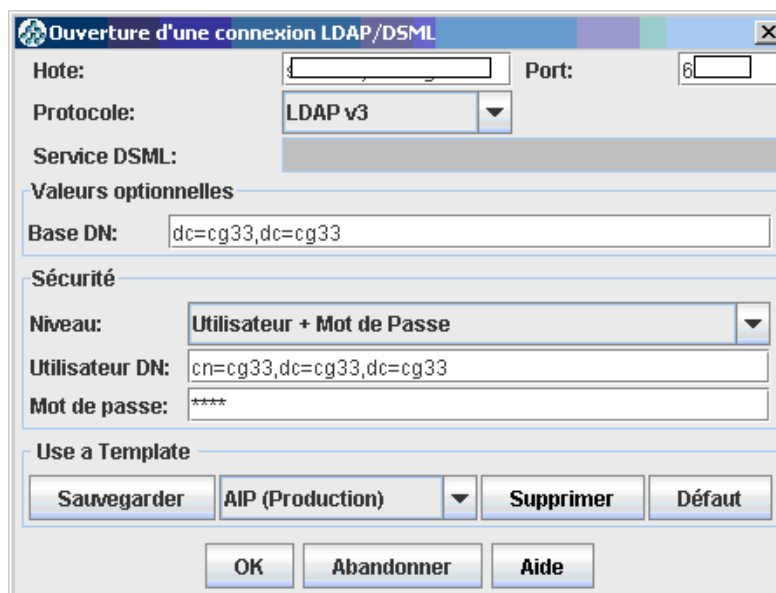 Ouverture d'une connexion LDAP/DSML
Hote: Port: 6
Protocole: LDAP v3
Service DSML:
Valeurs optionnelles
Base DN: dc=cg33,dc=cg33
Sécurité
Niveau: Utilisateur + Mot de Passe
Utilisateur DN: cn=cg33,dc=cg33,dc=cg33
Mot de passe: ****
Use a Template
Sauvegarder AIP (Production) Supprimer Défaut
OK Abandonner Aide